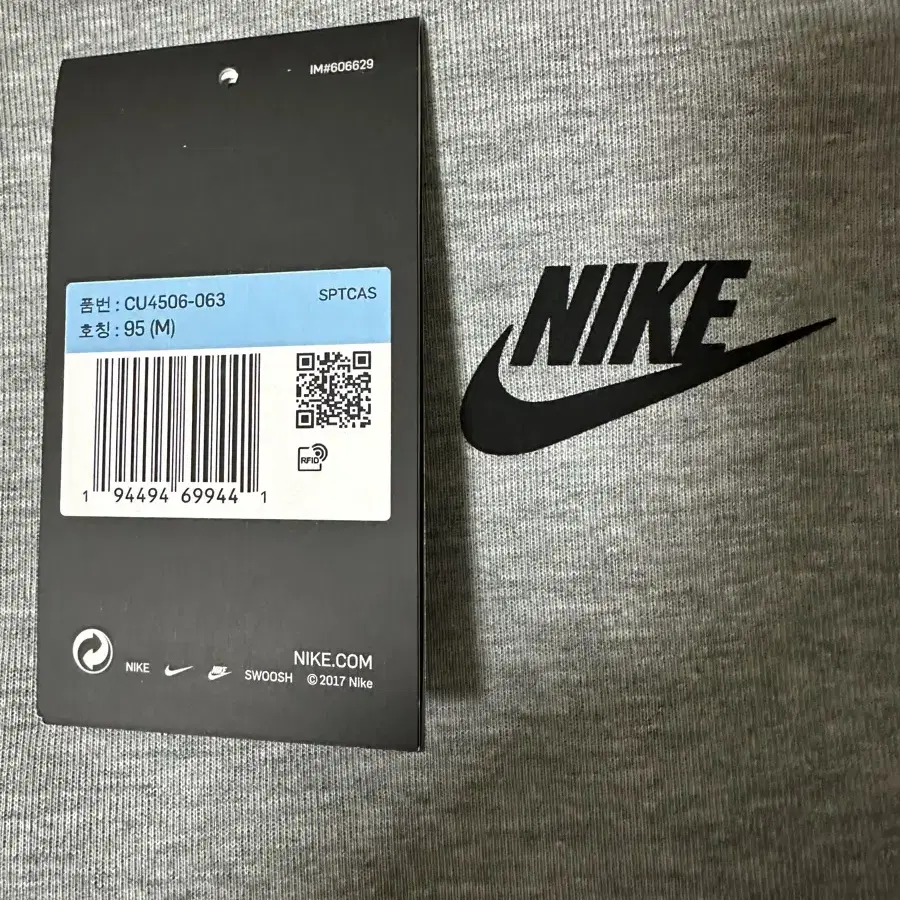 IM#606629
품번 : CU4506-063
SPTCAS
호칭 : 95 (M)
RFID
1 94494 69944 1
NIKE
NIKE.COM
NIKE
NIKE
SWOOSH
© 2017 Nike